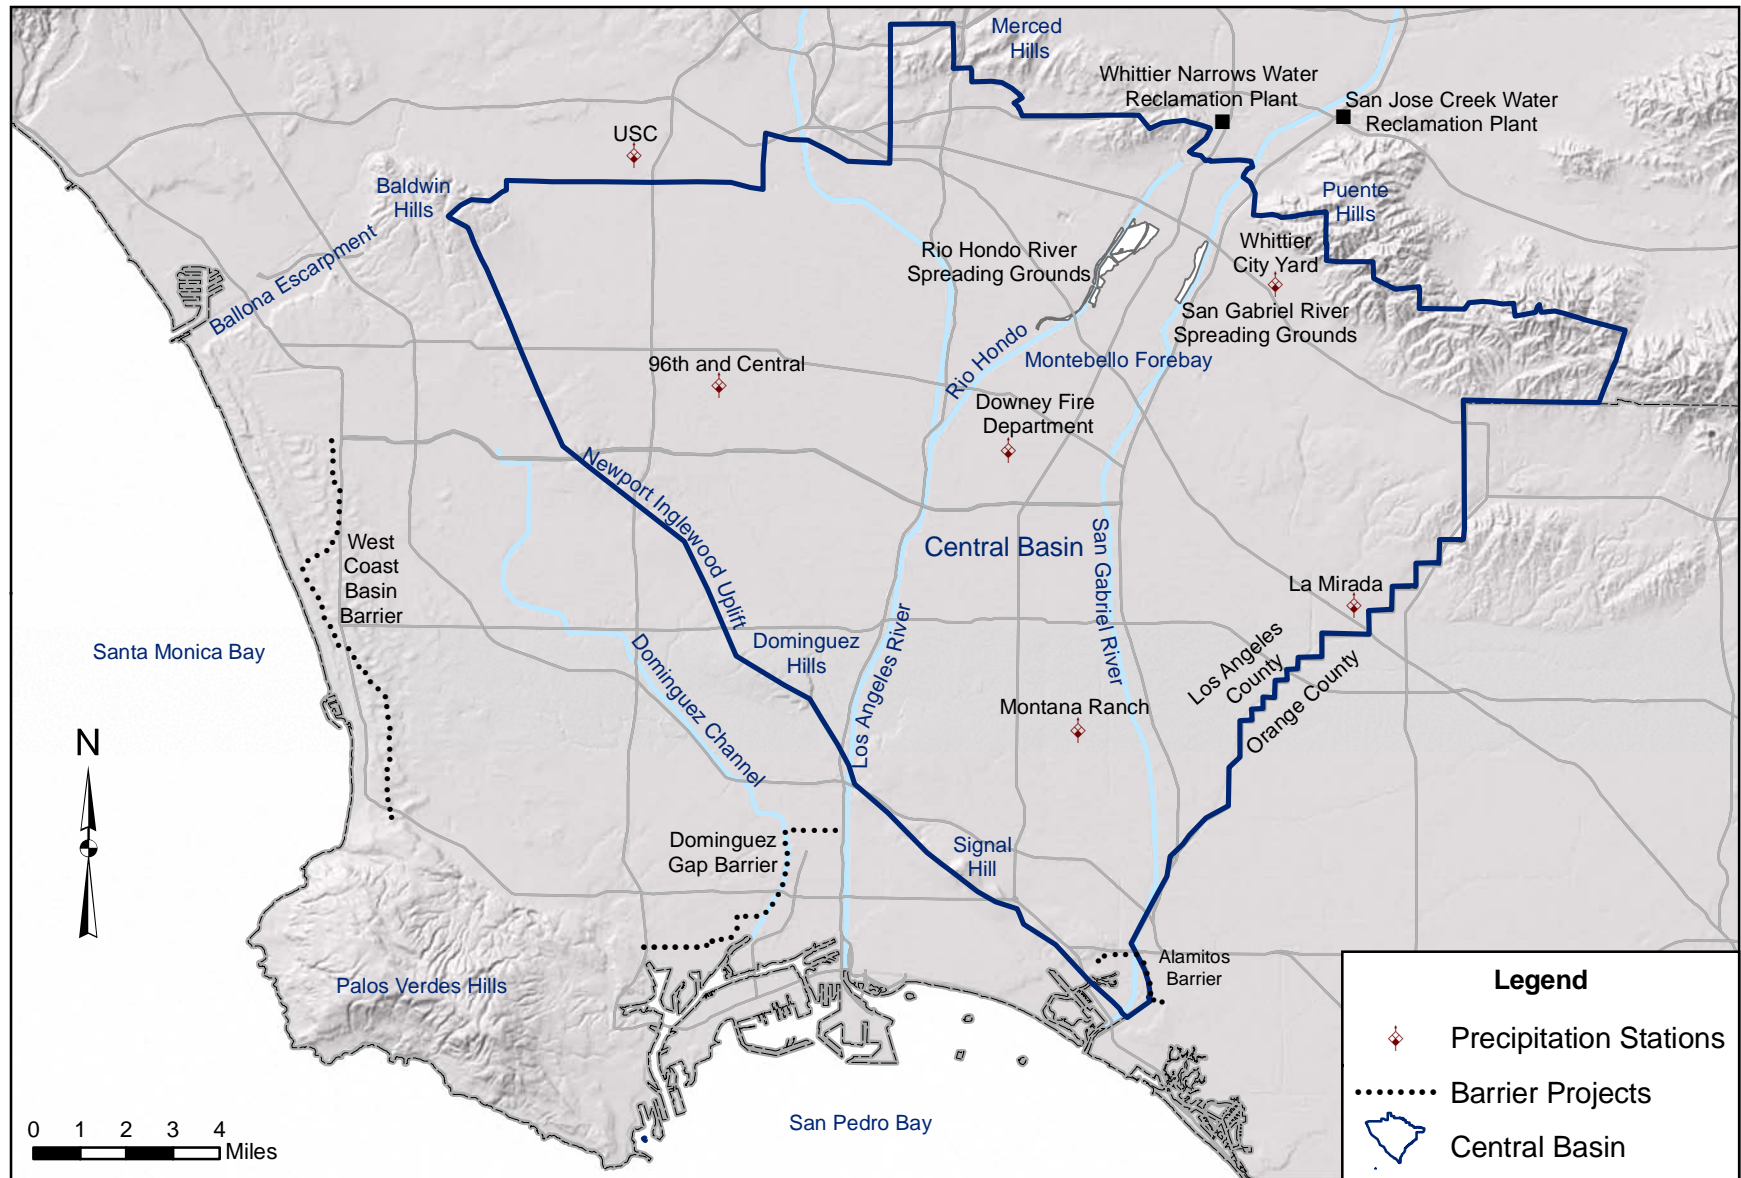 Merced
Hills
Whittier Narrows Water
Reclamation Plant
San Jose Creek Water
Reclamation Plant
USC
Baldwin
Hills
Puente
Hills
Ballona Escarpment
Rio Hondo River
Spreading Grounds
Whittier
City Yard
San Gabriel River
Spreading Grounds
Rio Hondo
Montebello Forebay
96th and Central
Downey Fire
Department
Newport Inglewood Uplift
Central Basin
San Gabriel River
West
Coast
Basin
Barrier
La Mirada
Santa Monica Bay
Dominguez
Hills
Los Angeles River
Dominguez Channel
Los Angeles
County
Orange County
Montana Ranch
N
Dominguez
Gap Barrier
Signal
Hill
Alamitos
Barrier
Palos Verdes Hills
San Pedro Bay
0 1 2 3 4
Miles
Legend
Precipitation Stations
Barrier Projects
Central Basin